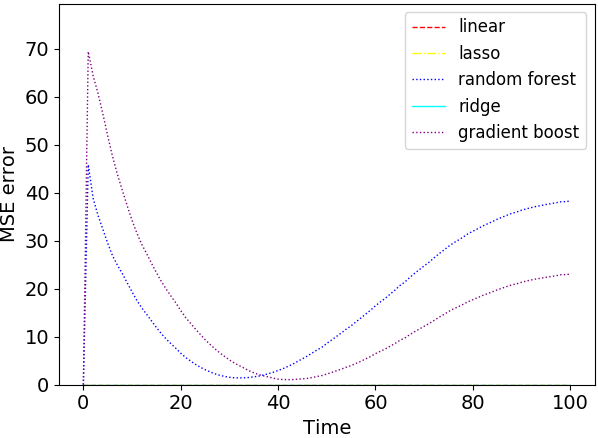 MSE error
70
60
50
40
30
20
10
0
0 20 40 60 80 100
Time
linear
lasso
random forest
ridge
gradient boost